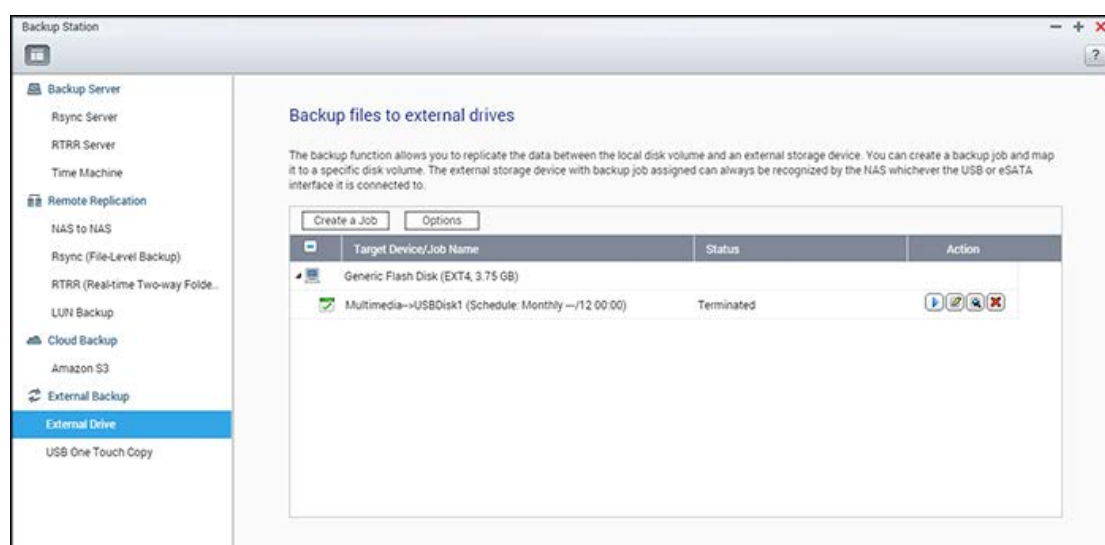 Backup Station
?
Backup Server
Rsync Server
RTRR Server
Time Machine
Remote Replication
NAS to NAS
Rsync (File-Level Backup)
RTRR (Real-time Two-way Folde...
LUN Backup
Cloud Backup
Amazon S3
External Backup
External Drive
USB One Touch Copy
Backup files to external drives
The backup function allows you to replicate the data between the local disk volume and an external storage device. You can create a backup job and map
it to a specific disk volume. The external storage device with backup job assigned can always be recognized by the NAS whichever the USB or eSATA
interface it is connected to.
Create a Job Options
Target Device/Job Name Status Action
Generic Flash Disk (EXT4, 3.75 GB)
Multimedia-->USBDisk1 (Schedule: Monthly ---/12 00:00) Terminated